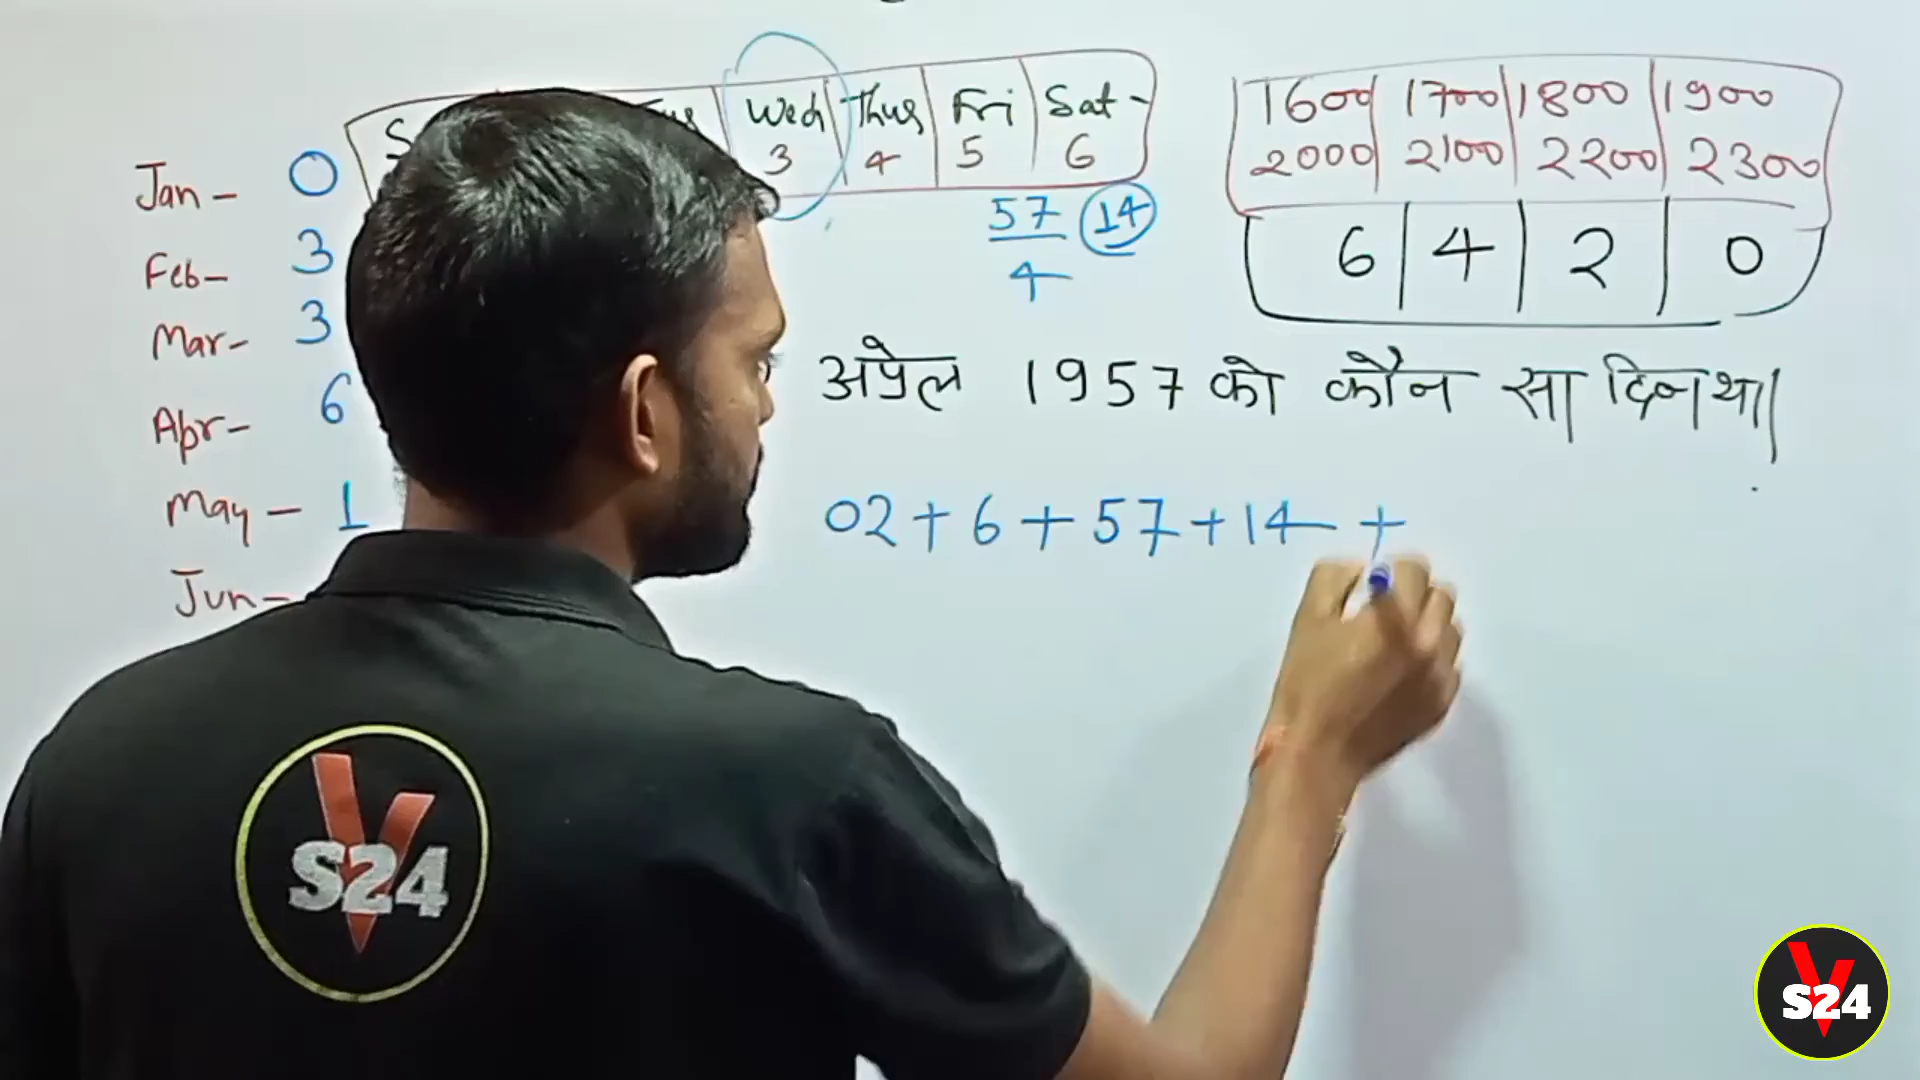 Wed Thus Fri Sat
3 4 5 6
1600 1700 1800 1900
2000 2100 2200 2300
6 4 2 0
Jan - 0
Feb - 3
Mar - 3
Apr - 6
May - 1
Jun -
57 14
4
अप्रेल 1957 को कौन सा दिन था।
02 + 6 + 57 + 14 +
VS24
VS24